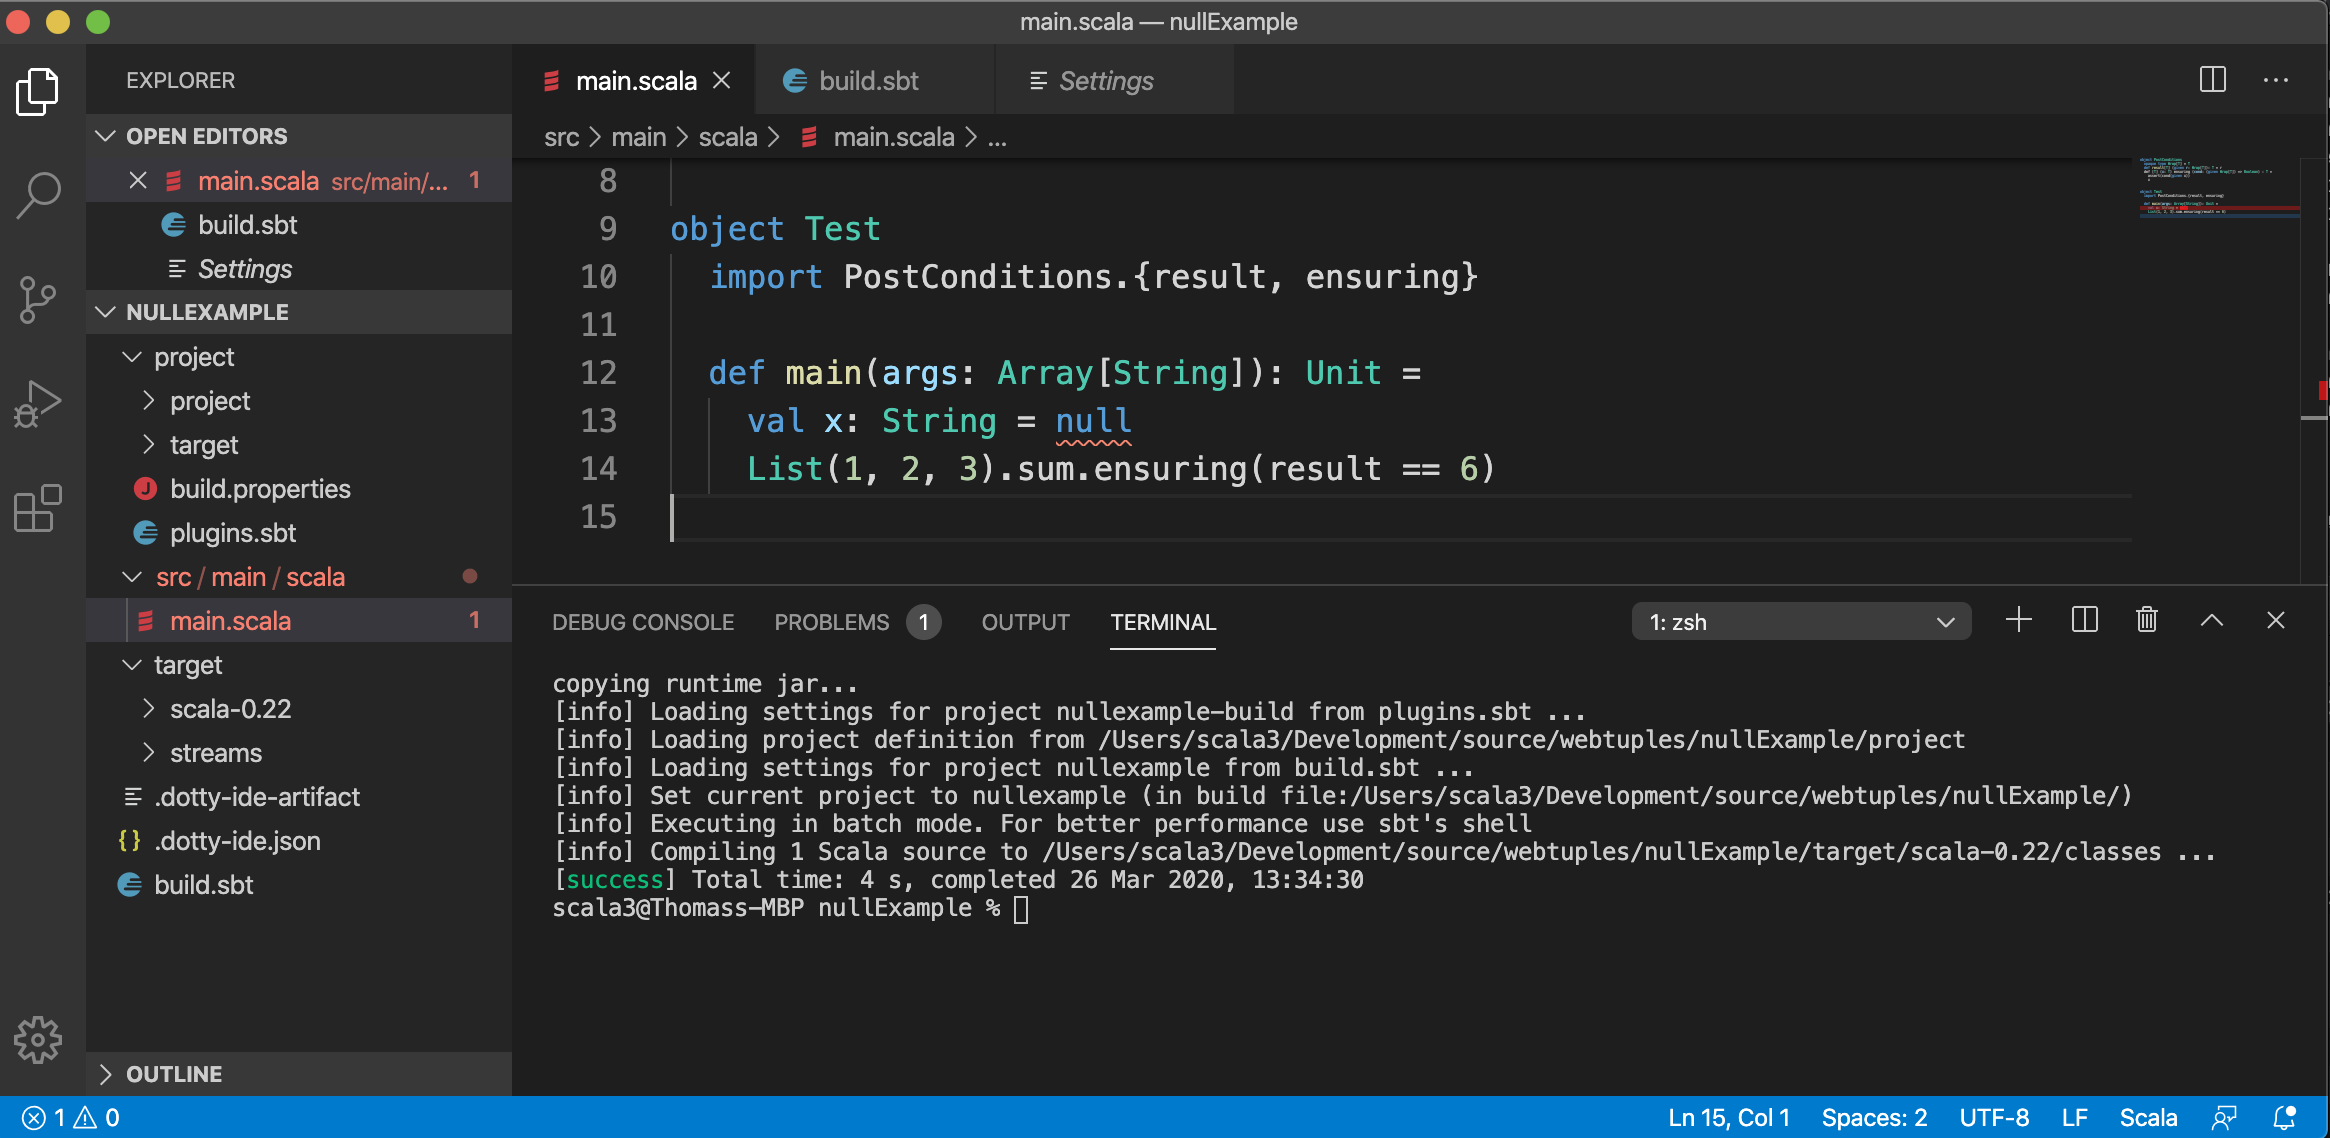 main.scala — nullExample
EXPLORER
OPEN EDITORS
main.scala src/main/... 1
build.sbt
Settings
NULLEXAMPLE
project
project
target
build.properties
plugins.sbt
src / main / scala
main.scala 1
target
scala-0.22
streams
.dotty-ide-artifact
.dotty-ide.json
build.sbt
OUTLINE
main.scala
build.sbt
Settings
src > main > scala > main.scala > ...
8
9 object Test
10 import PostConditions.{result, ensuring}
11
12 def main(args: Array[String]): Unit =
13 val x: String = null
14 List(1, 2, 3).sum.ensuring(result == 6)
15
DEBUG CONSOLE PROBLEMS 1 OUTPUT TERMINAL 1: zsh
copying runtime jar...
[info] Loading settings for project nullexample-build from plugins.sbt ...
[info] Loading project definition from /Users/scala3/Development/source/webtuples/nullExample/project
[info] Loading settings for project nullexample from build.sbt ...
[info] Set current project to nullexample (in build file:/Users/scala3/Development/source/webtuples/nullExample/)
[info] Executing in batch mode. For better performance use sbt's shell
[info] Compiling 1 Scala source to /Users/scala3/Development/source/webtuples/nullExample/target/scala-0.22/classes ...
[success] Total time: 4 s, completed 26 Mar 2020, 13:34:30
scala3@Thomass-MBP nullExample %
1 0 Ln 15, Col 1 Spaces: 2 UTF-8 LF Scala